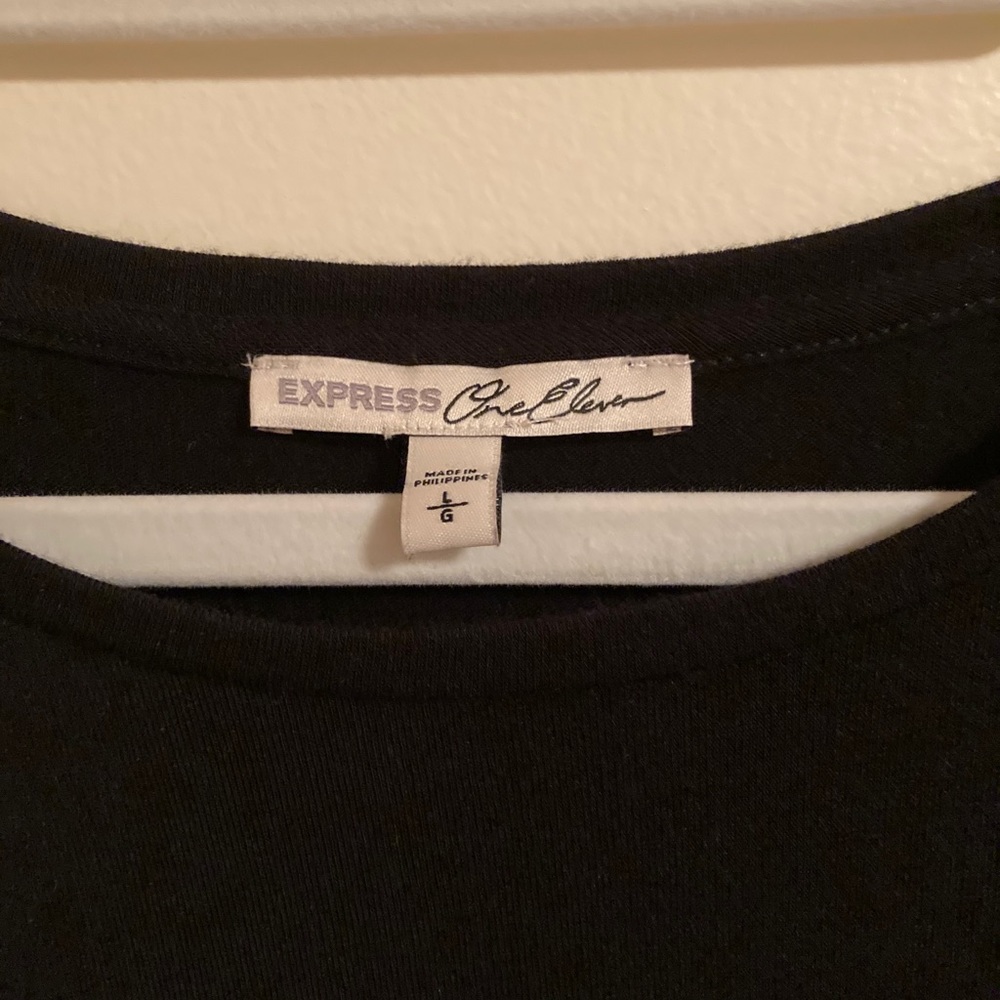 EXPRESS One Eleven
MADE IN
PHILIPPINES
L
G